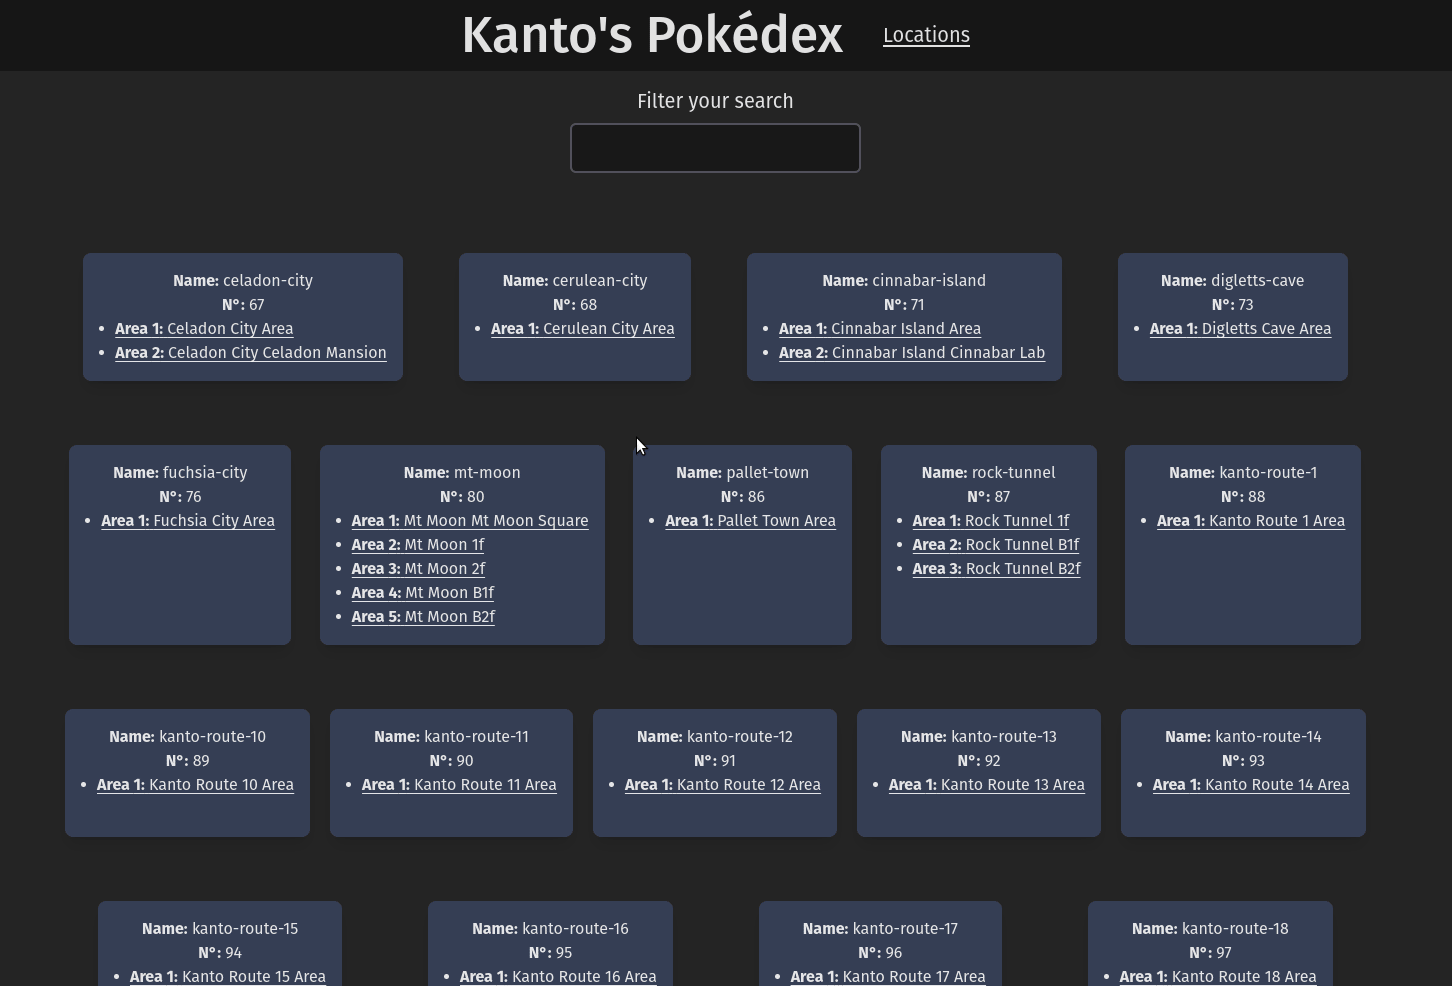 Kanto's Pokédex
Locations
Filter your search
Name: celadon-city
N°: 67
• Area 1: Celadon City Area
• Area 2: Celadon City Celadon Mansion
Name: cerulean-city
N°: 68
• Area 1: Cerulean City Area
Name: cinnabar-island
N°: 71
• Area 1: Cinnabar Island Area
• Area 2: Cinnabar Island Cinnabar Lab
Name: digletts-cave
N°: 73
• Area 1: Digletts Cave Area
Name: fuchsia-city
N°: 76
• Area 1: Fuchsia City Area
Name: mt-moon
N°: 80
• Area 1: Mt Moon Mt Moon Square
• Area 2: Mt Moon 1f
• Area 3: Mt Moon 2f
• Area 4: Mt Moon B1f
• Area 5: Mt Moon B2f
Name: pallet-town
N°: 86
• Area 1: Pallet Town Area
Name: rock-tunnel
N°: 87
• Area 1: Rock Tunnel 1f
• Area 2: Rock Tunnel B1f
• Area 3: Rock Tunnel B2f
Name: kanto-route-1
N°: 88
• Area 1: Kanto Route 1 Area
Name: kanto-route-10
N°: 89
• Area 1: Kanto Route 10 Area
Name: kanto-route-11
N°: 90
• Area 1: Kanto Route 11 Area
Name: kanto-route-12
N°: 91
• Area 1: Kanto Route 12 Area
Name: kanto-route-13
N°: 92
• Area 1: Kanto Route 13 Area
Name: kanto-route-14
N°: 93
• Area 1: Kanto Route 14 Area
Name: kanto-route-15
N°: 94
• Area 1: Kanto Route 15 Area
Name: kanto-route-16
N°: 95
• Area 1: Kanto Route 16 Area
Name: kanto-route-17
N°: 96
• Area 1: Kanto Route 17 Area
Name: kanto-route-18
N°: 97
• Area 1: Kanto Route 18 Area